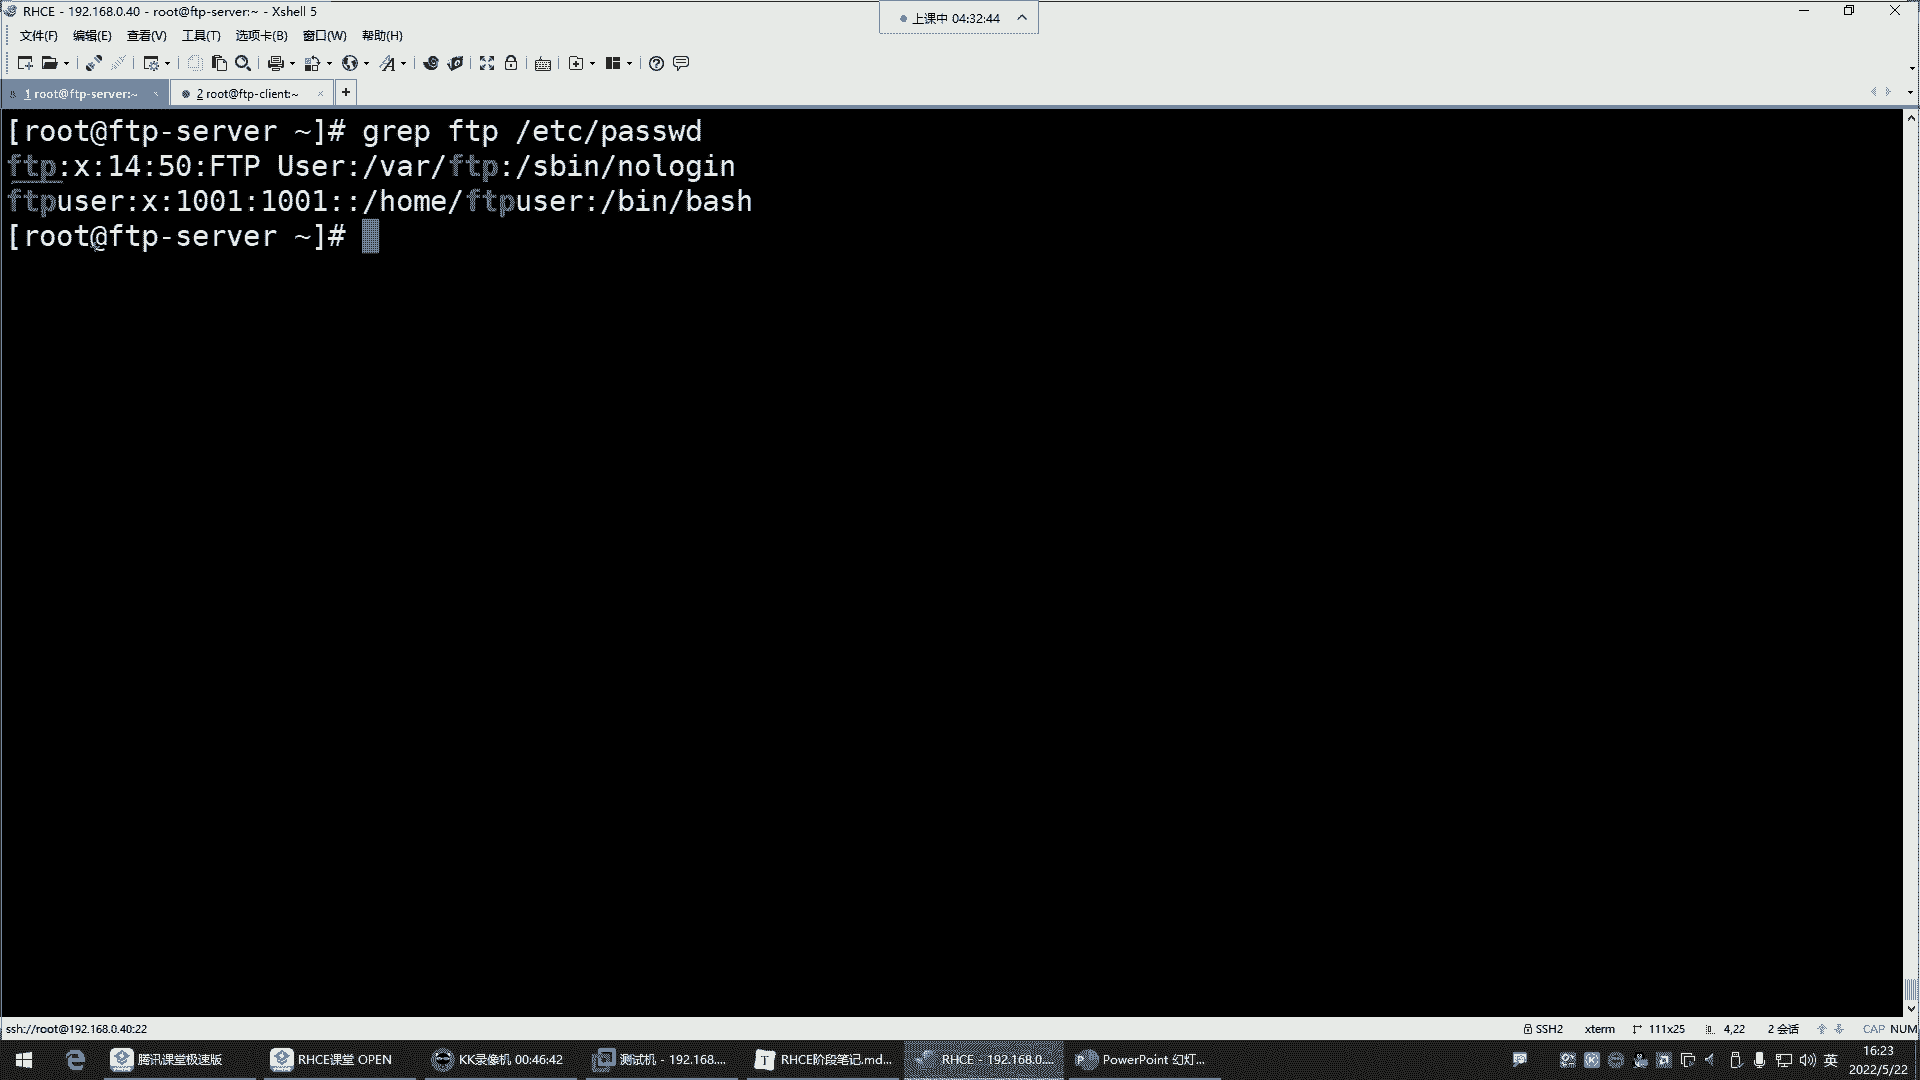 RHCE - 192.168.0.40 - root@ftp-server:~ - Xshell 5
上课中 04:32:44
文件(F) 编辑(E) 查看(V) 工具(T) 选项卡(B) 窗口(W) 帮助(H)
1 root@ftp-server:~ 2 root@ftp-client:~
[root@ftp-server ~]# grep ftp /etc/passwd
ftp:x:14:50:FTP User:/var/ftp:/sbin/nologin
ftpuser:x:1001:1001::/home/ftpuser:/bin/bash
[root@ftp-server ~]#
ssh://root@192.168.0.40:22 SSH2 xterm 111x25 4,22 2 会话 CAP NUM
腾讯课堂极速版 RHCE课堂 OPEN KK录像机 00:46:42 测试机 - 192.168.... RHCE阶段笔记.md... RHCE - 192.168.0.... PowerPoint 幻灯... 英 16:23
2022/5/22